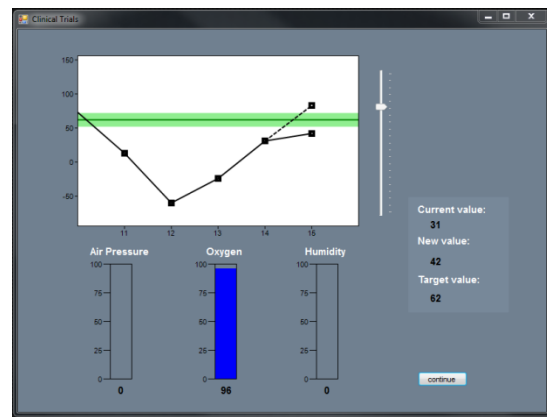 Clinical Trials
150
100
50
0
-50
11 12 13 14 15
Current value:
31
New value:
42
Target value:
62
Air Pressure Oxygen Humidity
100 100 100
75 75 75
50 50 50
25 25 25
0 0 0
0 96 0
continue